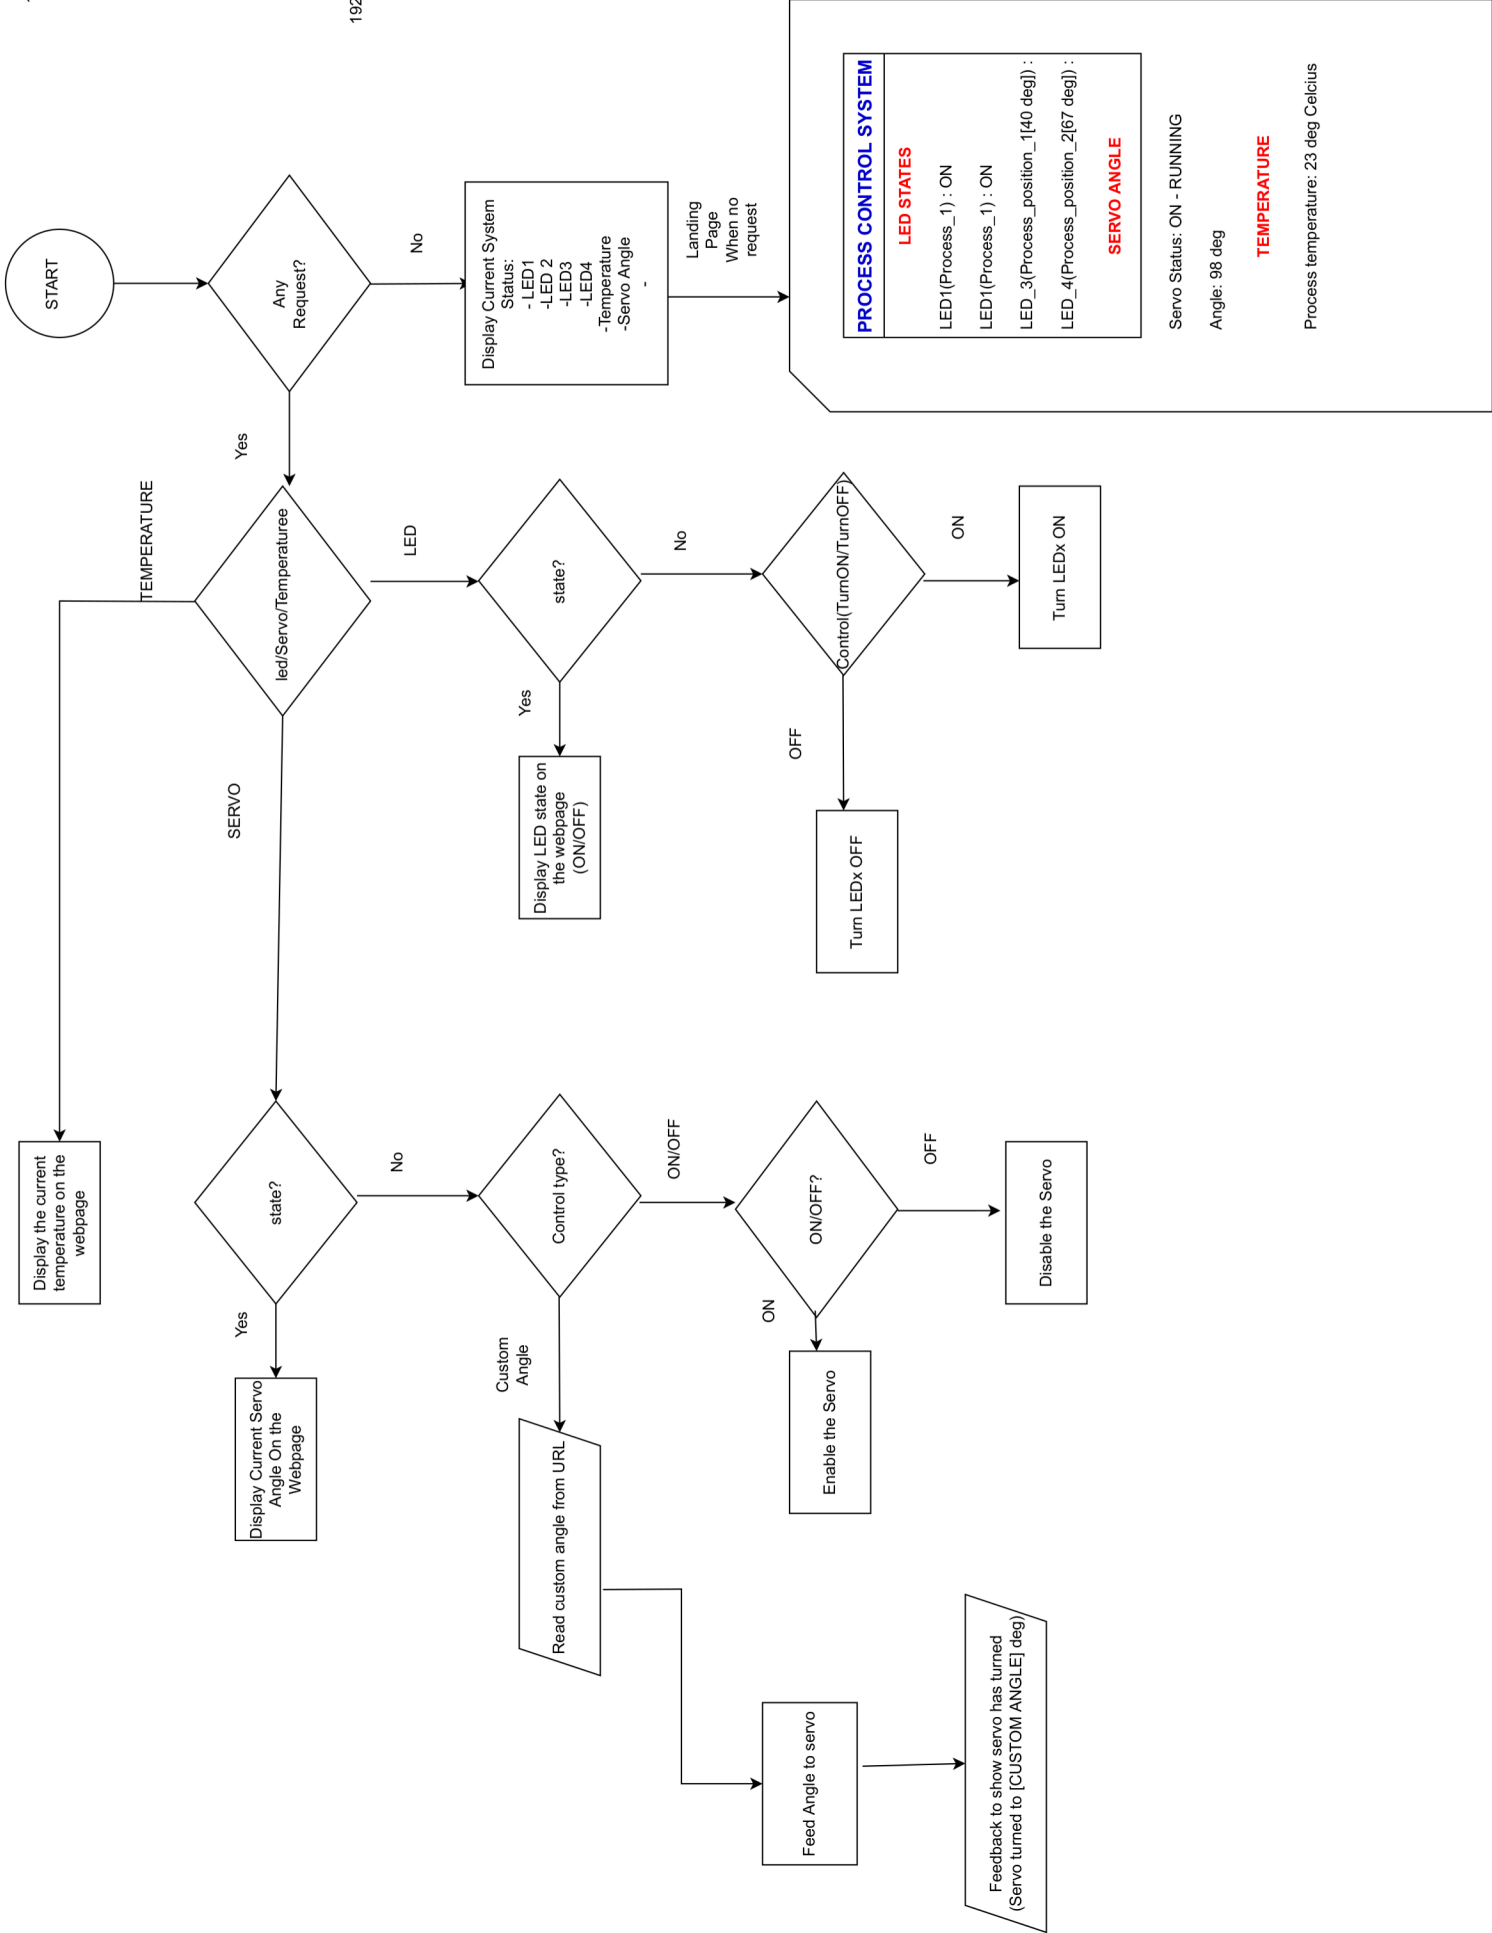 START
Any
Request?
No
Yes
Display Current System
Status:
- LED1
-LED 2
-LED3
-LED4
-Temperature
-Servo Angle
-
Landing
Page
When no
request
PROCESS CONTROL SYSTEM
LED STATES
LED1(Process_1) : ON
LED1(Process_1) : ON
LED_3(Process_position_1[40 deg]) :
LED_4(Process_position_2[67 deg]) :
SERVO ANGLE
Servo Status: ON - RUNNING
Angle: 98 deg
TEMPERATURE
Process temperature: 23 deg Celcius
192
TEMPERATURE
led/Servo/Temperaturee
LED
SERVO
state?
No
Yes
Display LED state on
the webpage
(ON/OFF)
Control(TurnON/TurnOFF)
ON
OFF
Turn LEDx ON
Turn LEDx OFF
Display the current
temperature on the
webpage
state?
No
Yes
Display Current Servo
Angle On the
Webpage
Control type?
ON/OFF
Custom
Angle
ON/OFF?
OFF
ON
Disable the Servo
Enable the Servo
Read custom angle from URL
Feed Angle to servo
Feedback to show servo has turned
(Servo turned to [CUSTOM ANGLE] deg)